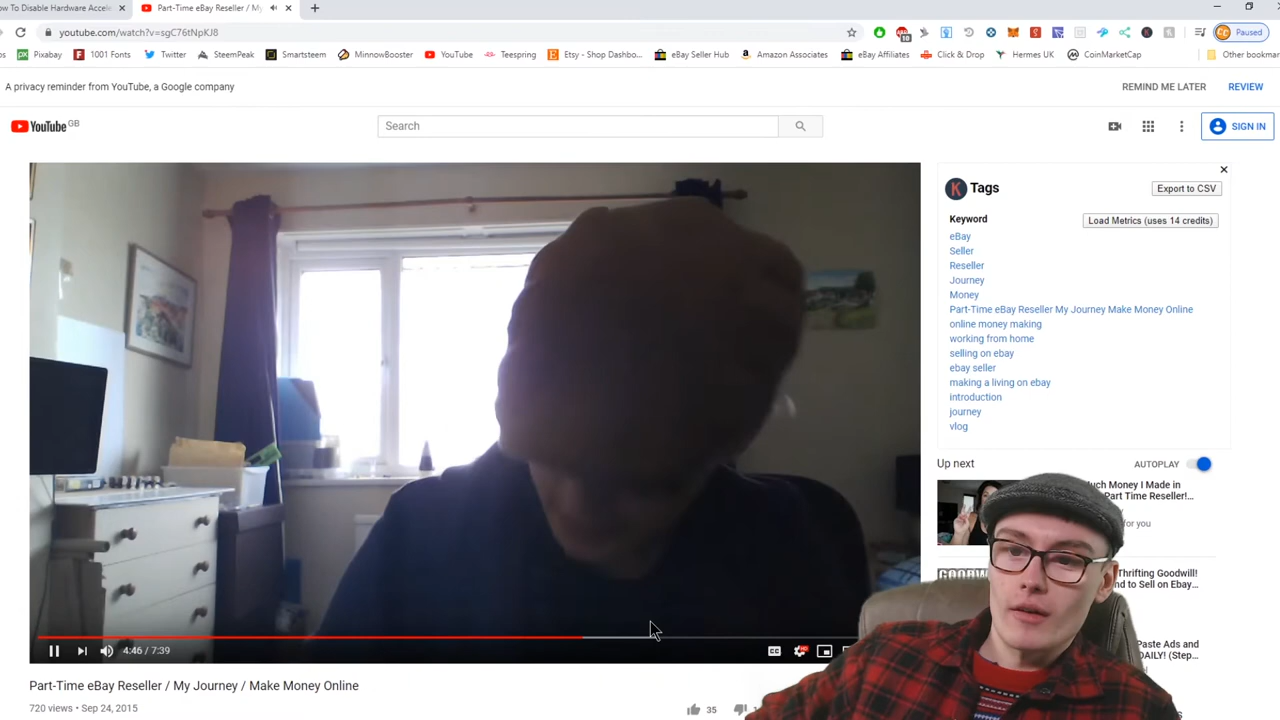 ow To Disable Hardware Accele
Part-Time eBay Reseller / My
youtube.com/watch?v=sgC76tNpKJ8
Paused
Pixabay
1001 Fonts
Twitter
SteemPeak
Smartsteem
MinnowBooster
YouTube
Teespring
Etsy - Shop Dashbo...
eBay Seller Hub
Amazon Associates
eBay Affiliates
Click & Drop
Hermes UK
CoinMarketCap
Other bookmar
A privacy reminder from YouTube, a Google company
REMIND ME LATER
REVIEW
YouTube GB
Search
SIGN IN
K Tags
Export to CSV
Keyword
Load Metrics (uses 14 credits)
eBay
Seller
Reseller
Journey
Money
Part-Time eBay Reseller My Journey Make Money Online
online money making
working from home
selling on ebay
ebay seller
making a living on ebay
introduction
journey
vlog
Up next
AUTOPLAY
uch Money I Made in
Part Time Reseller!...
for you
Thrifting Goodwill!
nd to Sell on Ebay...
Paste Ads and
DAILY! (Step...
4:46 / 7:39
Part-Time eBay Reseller / My Journey / Make Money Online
720 views • Sep 24, 2015
35